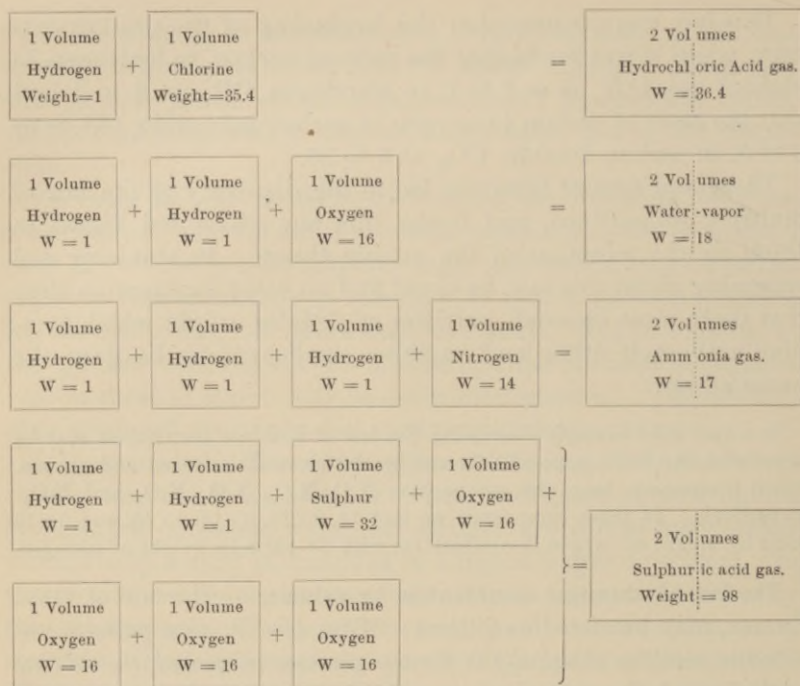 1 Volume
Hydrogen
Weight=1
+
1 Volume
Chlorine
Weight=35.4
=
2 Volumes
Hydrochloric Acid gas.
W = 36.4
1 Volume
Hydrogen
W = 1
+
1 Volume
Hydrogen
W = 1
+
1 Volume
Oxygen
W = 16
=
2 Volumes
Water-vapor
W = 18
1 Volume
Hydrogen
W = 1
+
1 Volume
Hydrogen
W = 1
+
1 Volume
Hydrogen
W = 1
+
1 Volume
Nitrogen
W = 14
=
2 Volumes
Ammonia gas.
W = 17
1 Volume
Hydrogen
W = 1
+
1 Volume
Hydrogen
W = 1
+
1 Volume
Sulphur
W = 32
+
1 Volume
Oxygen
W = 16
+
1 Volume
Oxygen
W = 16
+
1 Volume
Oxygen
W = 16
+
1 Volume
Oxygen
W = 16
=
2 Volumes
Sulphuric acid gas.
Weight = 98